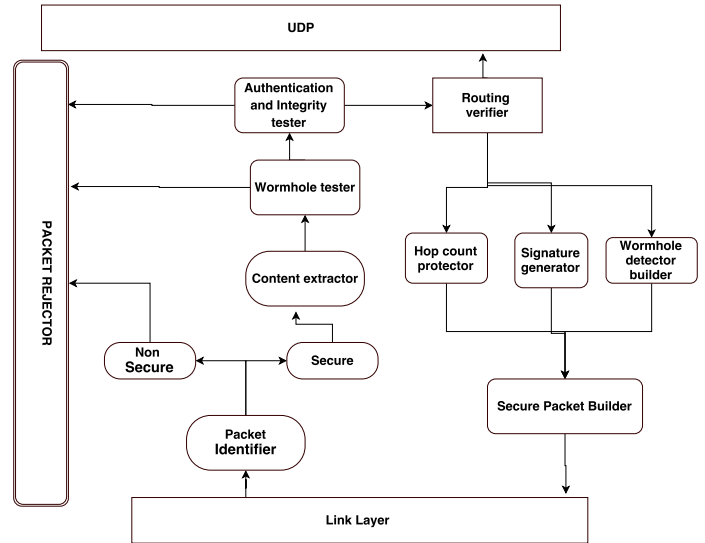 UDP
Authentication
and Integrity
tester
Routing
verifier
Wormhole tester
PACKET REJECTOR
Hop count
protector
Signature
generator
Wormhole
detector
builder
Content extractor
Non
Secure
Secure
Secure Packet Builder
Packet
Identifier
Link Layer